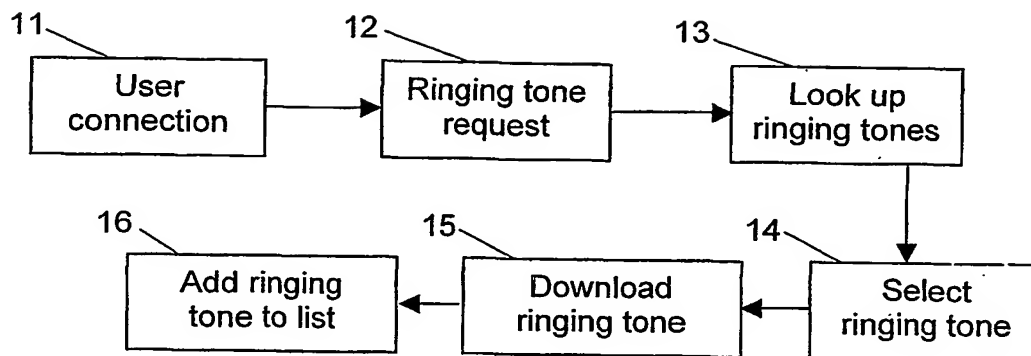 11
User
connection
12
Ringing tone
request
13
Look up
ringing tones
14
Select
ringing tone
15
Download
ringing tone
16
Add ringing
tone to list